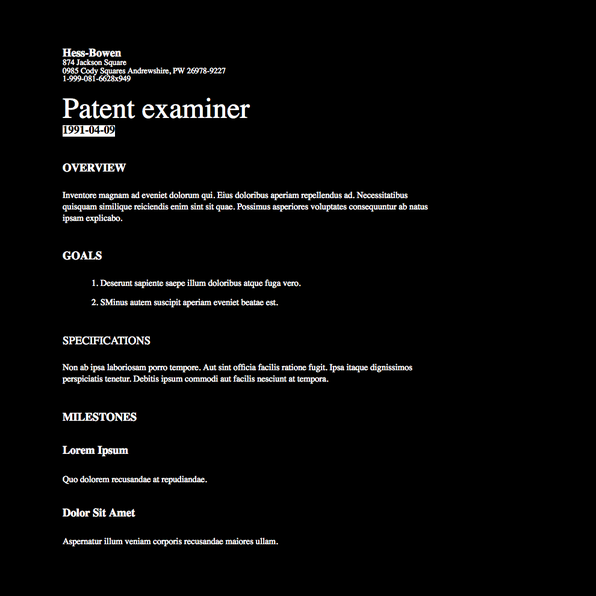 Hess-Bowen
874 Jackson Square
0985 Cody Squares Andrewshire, PW 26978-9227
1-999-081-6628x949
Patent examiner
1991-04-09
OVERVIEW
Inventore magnam ad eveniet dolorum qui. Eius doloribus aperiam repellendus ad. Necessitatibus
quisquam similique reiciendis enim sint sit quae. Possimus asperiores voluptates consequuntur ab natus
ipsam explicabo.
GOALS
1. Deserunt sapiente saepe illum doloribus atque fuga vero.
2. SMinus autem suscipit aperiam eveniet beatae est.
SPECIFICATIONS
Non ab ipsa laboriosam porro tempore. Aut sint officia facilis ratione fugit. Ipsa itaque dignissimos
perspiciatis tenetur. Debitis ipsum commodi aut facilis nesciunt at tempora.
MILESTONES
Lorem Ipsum
Quo dolorem recusandae at repudiandae.
Dolor Sit Amet
Aspernatur illum veniam corporis recusandae maiores ullam.